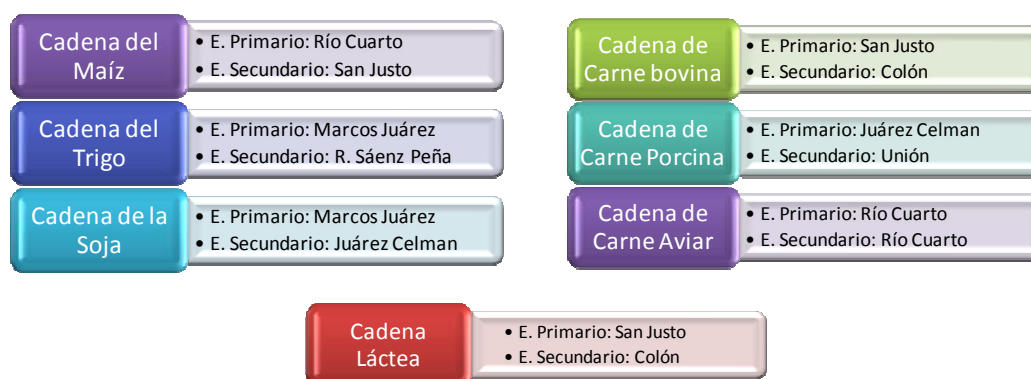 Cadena del
Maíz
• E. Primario: Río Cuarto
• E. Secundario: San Justo
Cadena del
Trigo
• E. Primario: Marcos Juárez
• E. Secundario: R. Sáenz Peña
Cadena de la
Soja
• E. Primario: Marcos Juárez
• E. Secundario: Juárez Celman
Cadena de
Carne bovina
• E. Primario: San Justo
• E. Secundario: Colón
Cadena de
Carne Porcina
• E. Primario: Juárez Celman
• E. Secundario: Unión
Cadena de
Carne Aviar
• E. Primario: Río Cuarto
• E. Secundario: Río Cuarto
Cadena
Láctea
• E. Primario: San Justo
• E. Secundario: Colón